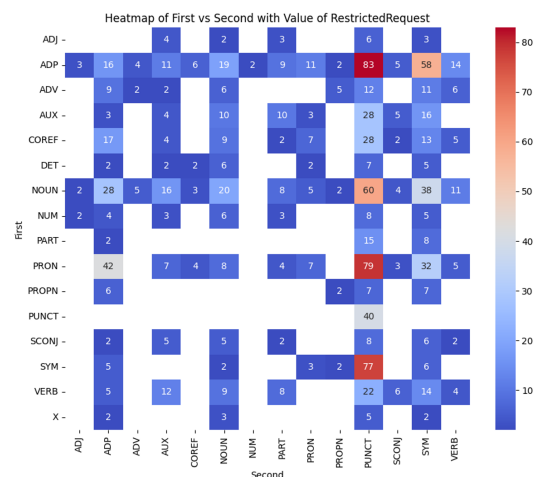 Heatmap of First vs Second with Value of RestrictedRequest
ADJ 4 2 3 6 3
ADP 3 16 4 11 6 19 2 9 11 2 83 5 58 14
ADV 9 2 2 6 5 12 11 6
AUX 3 4 10 10 3 28 5 16
COREF 17 4 9 2 7 28 2 13 5
DET 2 2 2 6 2 7 5
NOUN 2 28 5 16 3 20 8 5 2 60 4 38 11
NUM 2 4 3 6 3 8 5
PART 2 15 8
PRON 42 7 4 8 4 7 79 3 32 5
PROPN 6 2 7 7
PUNCT 40
SCONJ 2 5 5 2 8 6 2
SYM 5 2 3 2 77 6
VERB 5 12 9 8 22 6 14 4
X 2 3 5 2
First
ADJ ADP ADV AUX COREF NOUN NUM PART PRON PROPN PUNCT SCONJ SYM VERB
Second
80
70
60
50
40
30
20
10